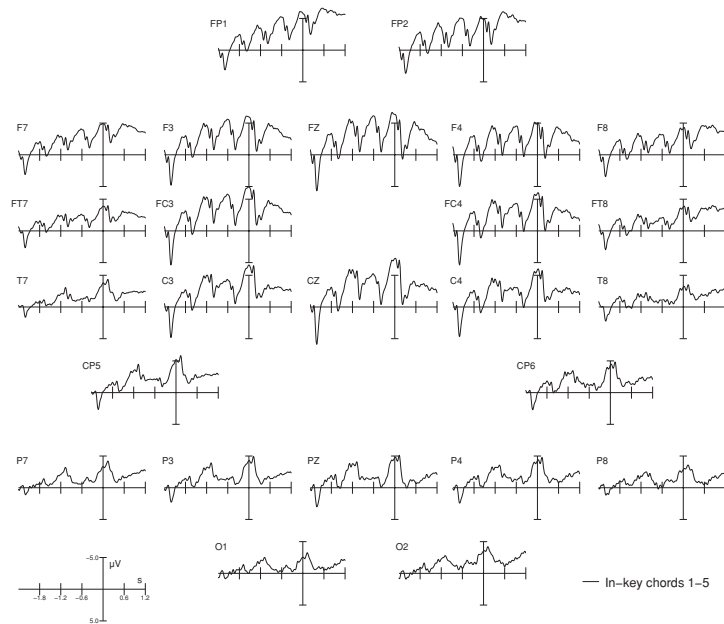 FP1 FP2
F7 F3 FZ F4 F8
FT7 FC3 FC4 FT8
T7 C3 CZ C4 T8
CP5 CP6
P7 P3 PZ P4 P8
O1 O2
−5.0
µV
s
−1.8 −1.2 −0.6 0.6 1.2
5.0
In−key chords 1−5